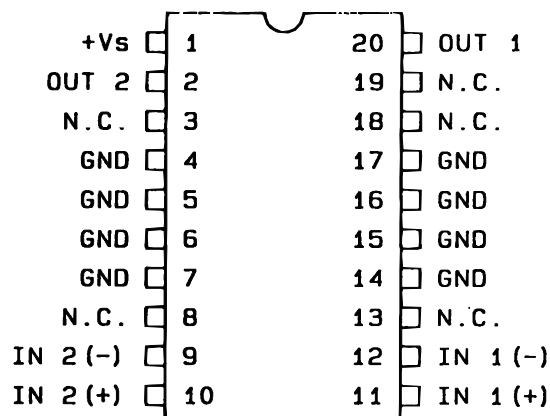 +Vs 1 20 OUT 1
OUT 2 2 19 N.C.
N.C. 3 18 N.C.
GND 4 17 GND
GND 5 16 GND
GND 6 15 GND
GND 7 14 GND
N.C. 8 13 N.C.
IN 2(-) 9 12 IN 1(-)
IN 2(+) 10 11 IN 1(+)